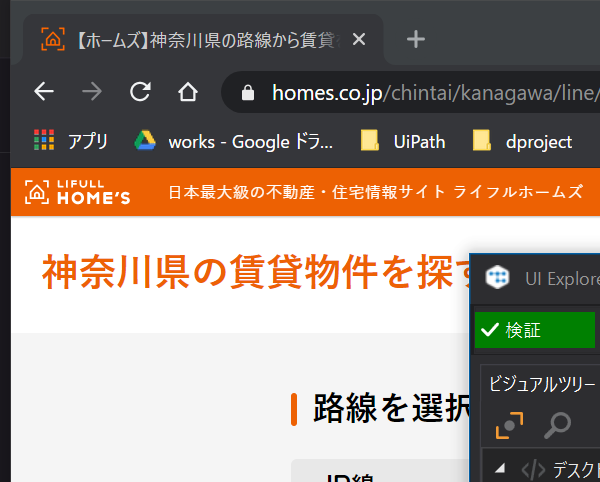 【ホームズ】神奈川県の路線から賃貸
homes.co.jp/chintai/kanagawa/line/
アプリ works - Google ドラ... UiPath dproject
LIFULL
HOME'S
日本最大級の不動産・住宅情報サイト ライフルホームズ
神奈川県の賃貸物件を探す
UI Explore
検証
ビジュアルツリー
路線を選択
デスクト
JR線